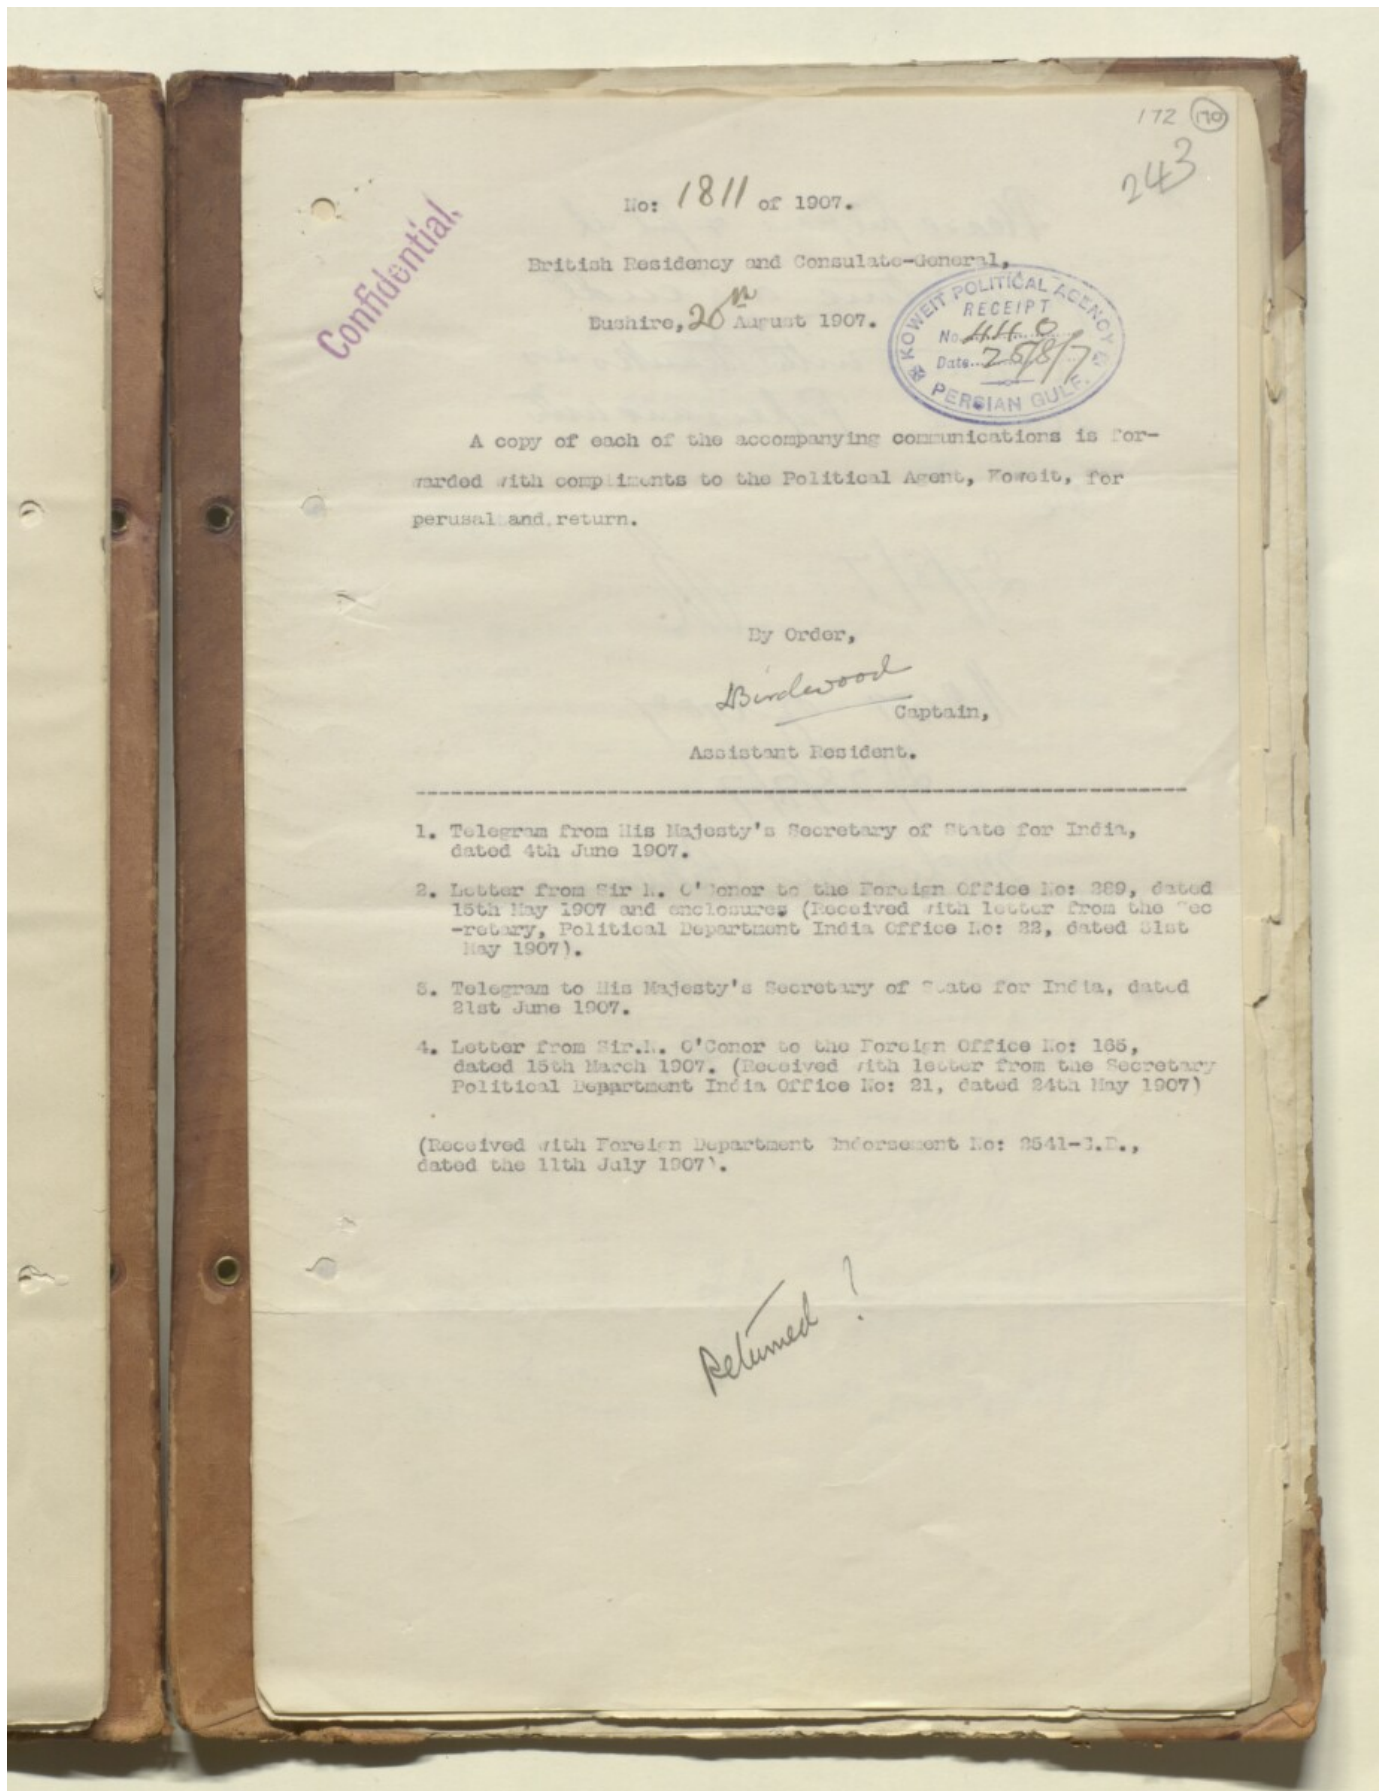 172 170
243
Confidential.
No: 1811 of 1907.
British Residency and Consulate-General,
Bushire, 20th August 1907.
KOWEIT POLITICAL AGENCY
RECEIPT
No. 440
Date 25/8/7
PERSIAN GULF.
A copy of each of the accompanying communications is for-
warded with compliments to the Political Agent, Koweit, for
perusal and return.
By Order,
Birdwood
Captain,
Assistant Resident.
1. Telegram from His Majesty's Secretary of State for India,
dated 4th June 1907.
2. Letter from Sir N. O'Conor to the Foreign Office No: 289, dated
15th May 1907 and enclosures (Received with letter from the Sec
-retary, Political Department India Office No: 22, dated 31st
May 1907).
3. Telegram to His Majesty's Secretary of State for India, dated
21st June 1907.
4. Letter from Sir.N. O'Conor to the Foreign Office No: 165,
dated 15th March 1907. (Received with letter from the Secretary
Political Deppartment India Office No: 21, dated 24th May 1907)
(Received with Foreign Department Endorsement No: 2541-E.B.,
dated the 11th July 1907).
Returned ?